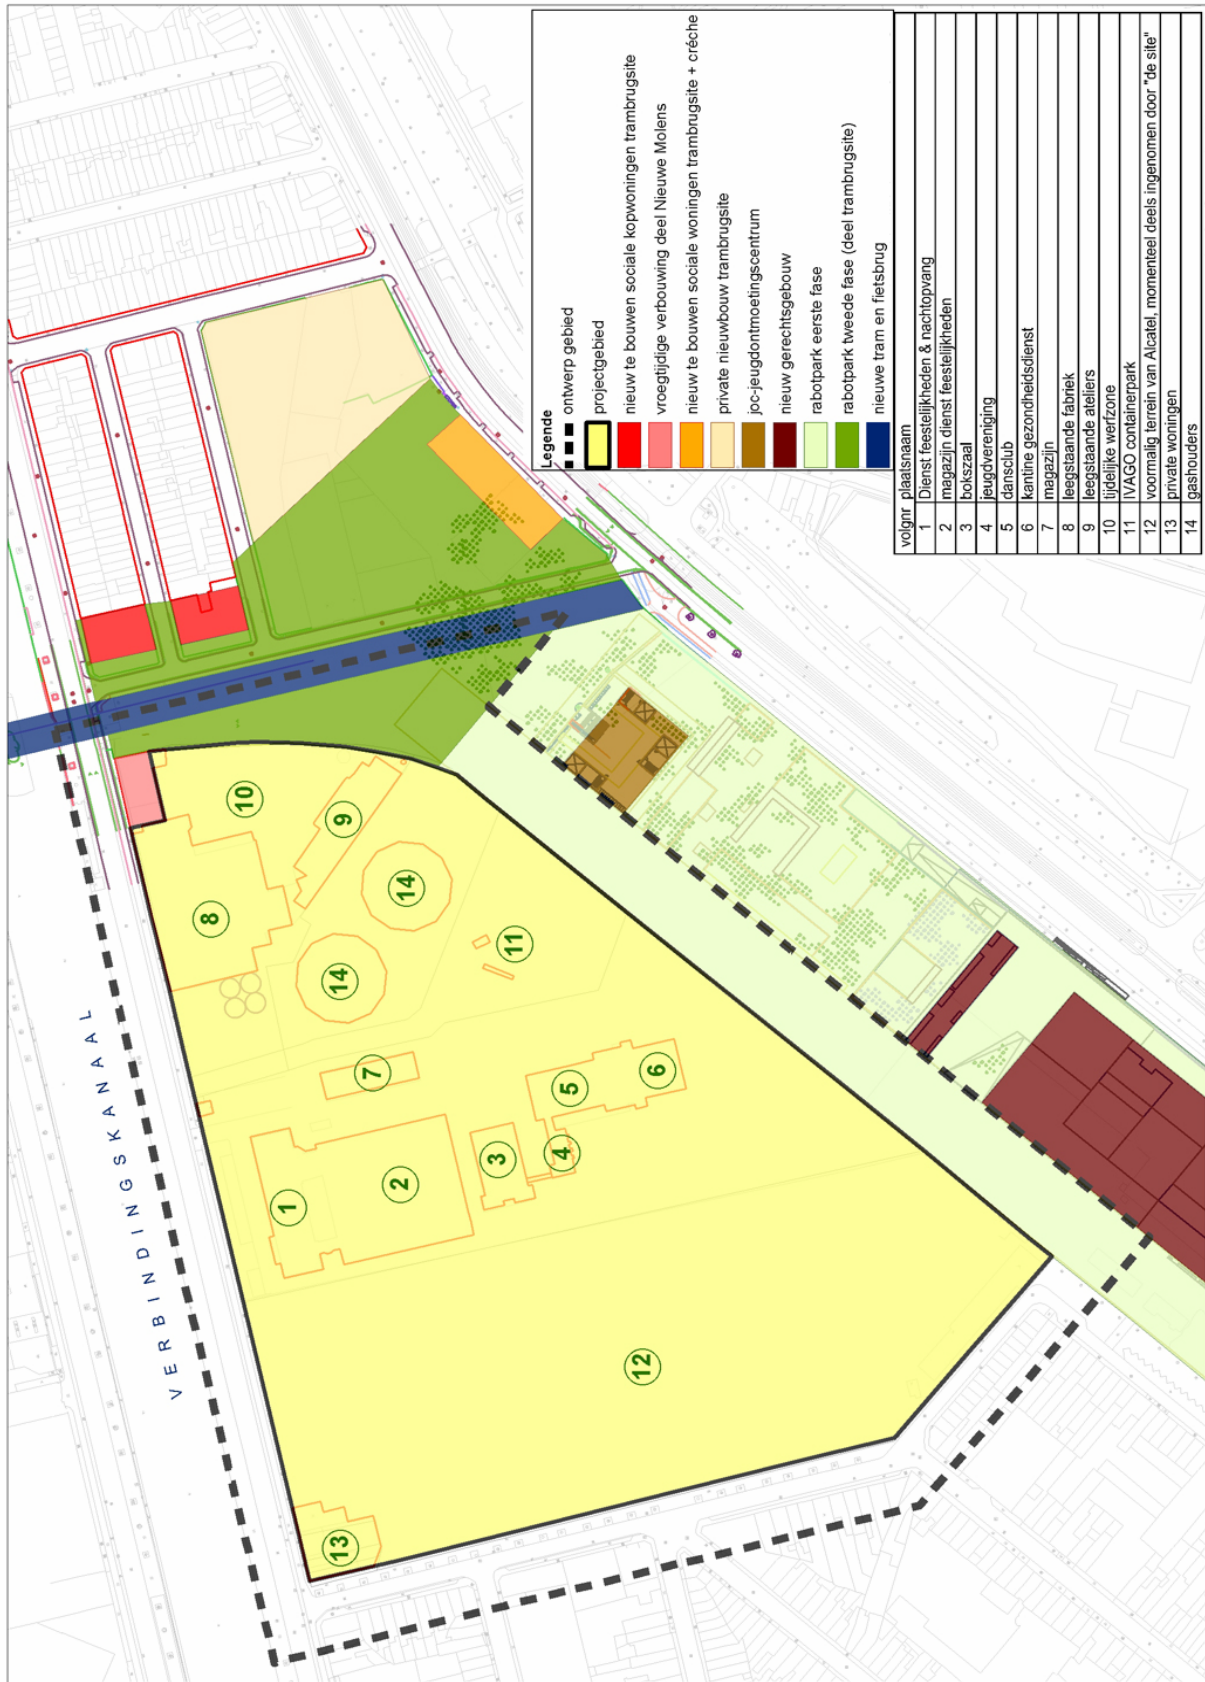 VERBINDINGSKANAAL
13
12
1
2
3
4
5
6
7
14
14
11
8
9
10
Legende
ontwerp gebied
projectgebied
nieuw te bouwen sociale kopwoningen trambrugsite
vroegtijdige verbouwing deel Nieuwe Molens
nieuw te bouwen sociale woningen trambrugsite + crèche
private nieuwbouw trambrugsite
joc-jeugdontmoetingscentrum
nieuw gerechtsgebouw
rabotpark eerste fase
rabotpark tweede fase (deel trambrugsite)
nieuwe tram en fietsbrug
volgnr plaatsnaam
1 Dienst feestelijkheden & nachtopvang
2 magazijn dienst feestelijkheden
3 bokszaal
4 jeugdvereniging
5 dansclub
6 kantine gezondheidsdienst
7 magazijn
8 leegstaande fabriek
9 leegstaande ateliers
10 tijdelijke werfzone
11 IVAGO containerpark
12 voormalig terrein van Alcatel, momenteel deels ingenomen door "de site"
13 private woningen
14 gashouders